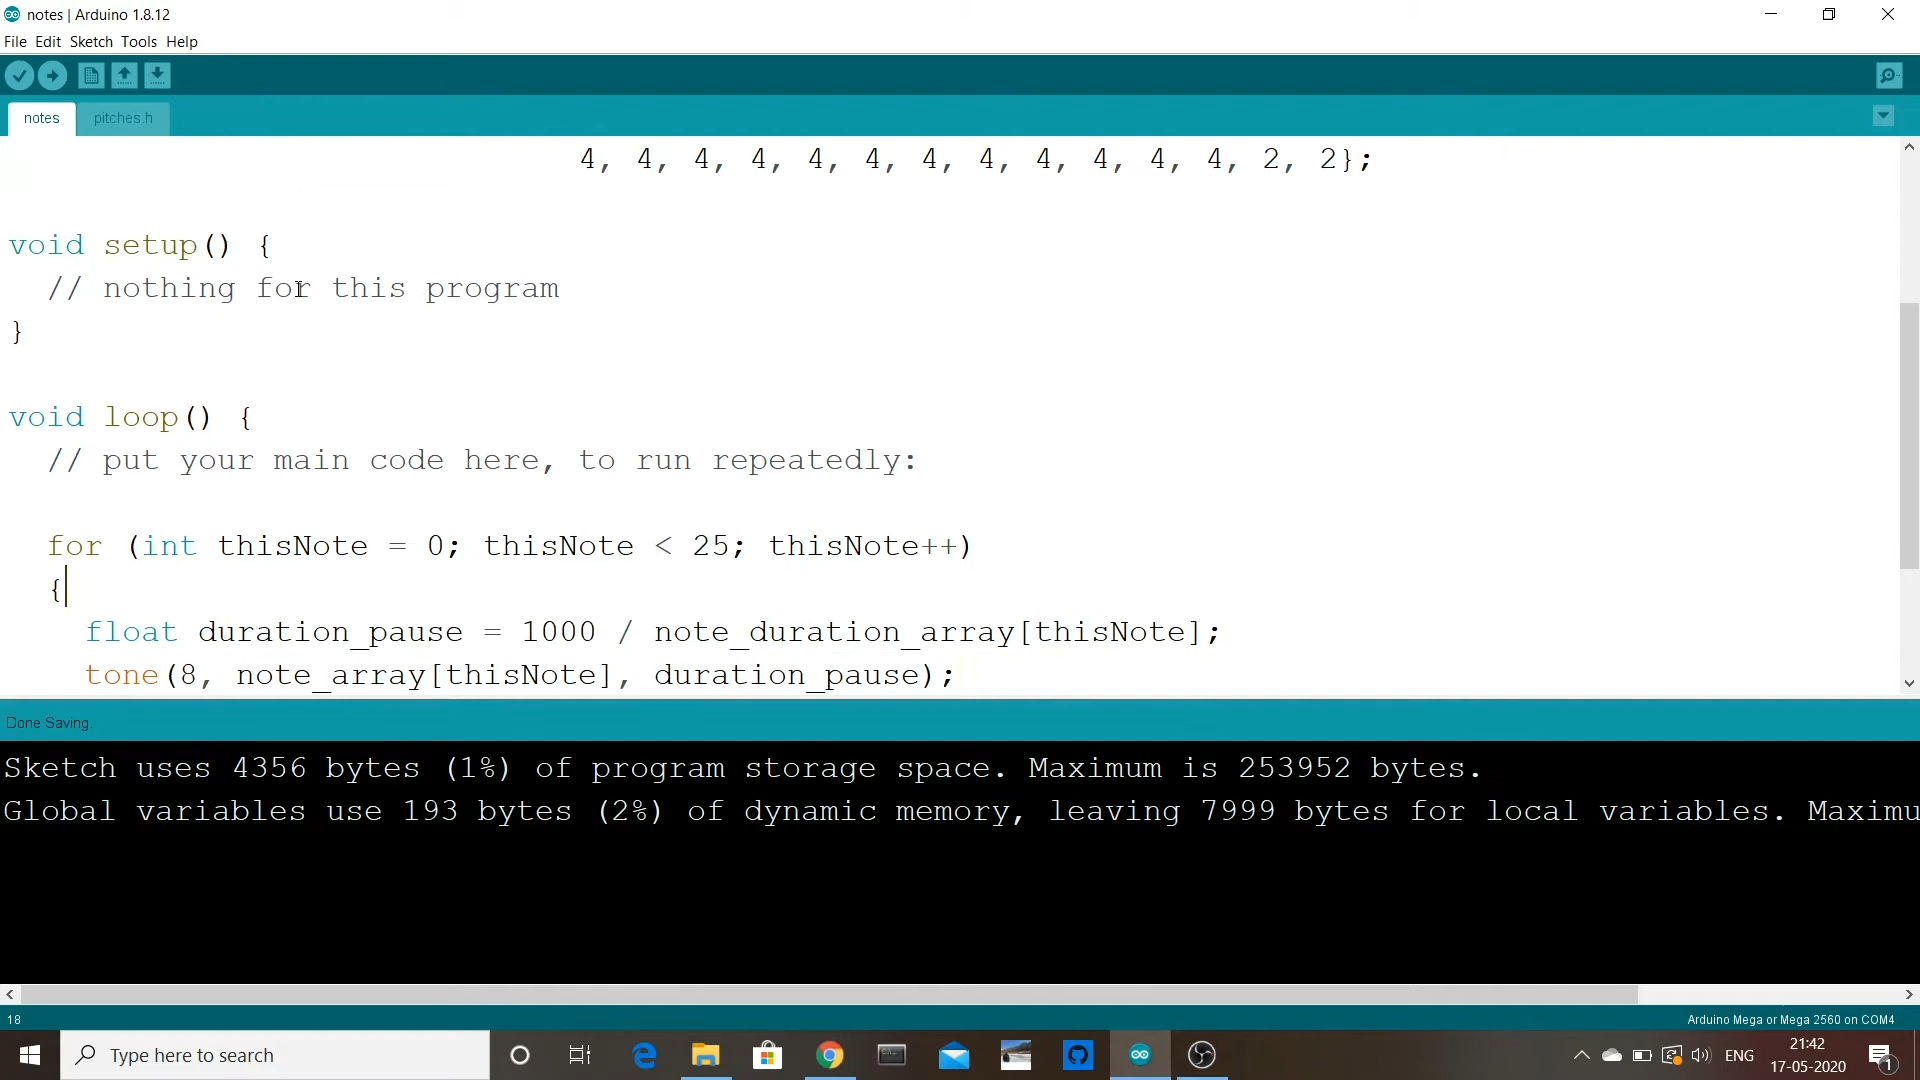 notes | Arduino 1.8.12
File Edit Sketch Tools Help
notes pitches.h
4, 4, 4, 4, 4, 4, 4, 4, 4, 4, 4, 4, 2, 2};
void setup() {
// nothing for this program
}
void loop() {
// put your main code here, to run repeatedly:
for (int thisNote = 0; thisNote < 25; thisNote++)
{
float duration_pause = 1000 / note_duration_array[thisNote];
tone(8, note_array[thisNote], duration_pause);
Done Saving.
Sketch uses 4356 bytes (1%) of program storage space. Maximum is 253952 bytes.
Global variables use 193 bytes (2%) of dynamic memory, leaving 7999 bytes for local variables. Maximu
18 Arduino Mega or Mega 2560 on COM4
Type here to search ENG 21:42
17-05-2020 1